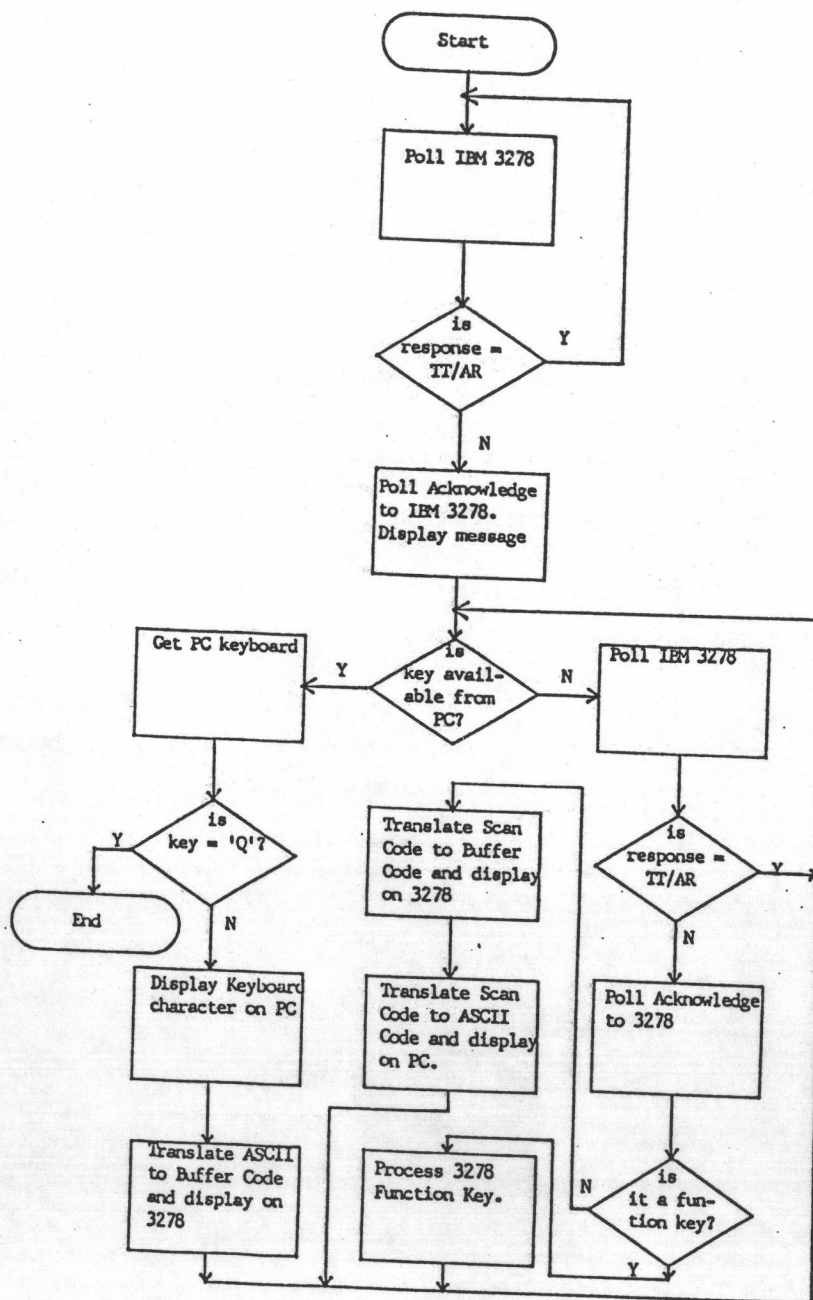 Start
Poll IBM 3278
is
response =
TT/AR
Y
N
Poll Acknowledge
to IBM 3278.
Display message
Get PC keyboard
Y
is
key avail-
able from
PC?
N
Poll IBM 3278
is
key = 'Q'?
Y
N
End
Translate Scan
Code to Buffer
Code and display
on 3278
is
response =
TT/AR
Y
N
Display Keyboard
character on PC
Translate Scan
Code to ASCII
Code and display
on PC.
Poll Acknowledge
to 3278
Translate ASCII
to Buffer Code
and display on
3278
Process 3278
Function Key.
is
it a fun-
tion key?
N
Y